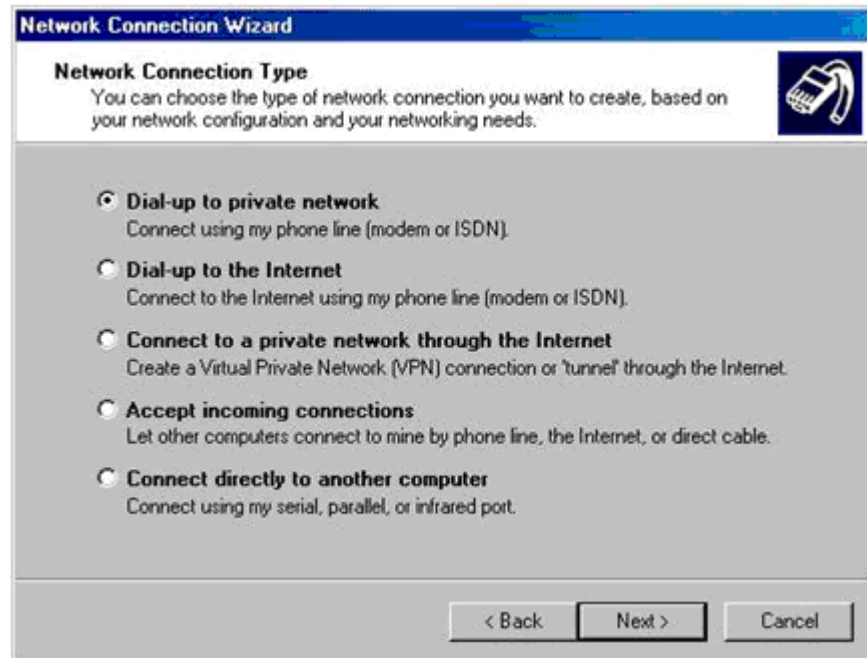 Network Connection Wizard
Network Connection Type
You can choose the type of network connection you want to create, based on
your network configuration and your networking needs.
Dial-up to private network
Connect using my phone line (modem or ISDN).
Dial-up to the Internet
Connect to the Internet using my phone line (modem or ISDN).
Connect to a private network through the Internet
Create a Virtual Private Network (VPN) connection or 'tunnel' through the Internet.
Accept incoming connections
Let other computers connect to mine by phone line, the Internet, or direct cable.
Connect directly to another computer
Connect using my serial, parallel, or infrared port.
< Back Next > Cancel